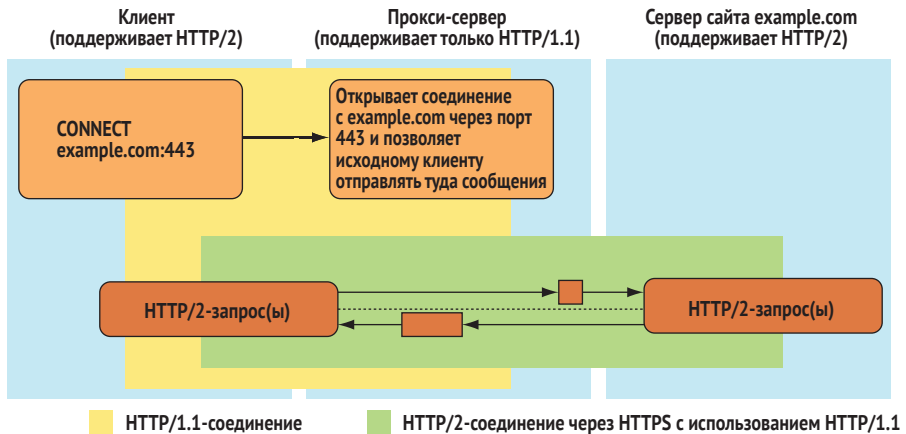 Клиент
(поддерживает HTTP/2)
Прокси-сервер
(поддерживает только HTTP/1.1)
Сервер сайта example.com
(поддерживает HTTP/2)
CONNECT
example.com:443
Открывает соединение
с example.com через порт
443 и позволяет
исходному клиенту
отправлять туда сообщения
HTTP/2-запрос(ы)
HTTP/2-запрос(ы)
HTTP/1.1-соединение
HTTP/2-соединение через HTTPS с использованием HTTP/1.1